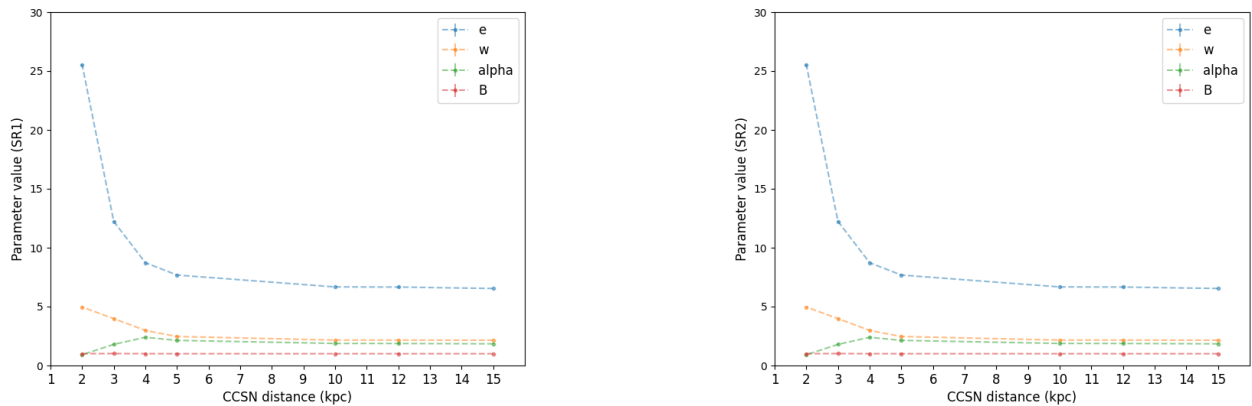 30
25
20
15
10
5
0
Parameter value (SR1)
e
w
alpha
B
1 2 3 4 5 6 7 8 9 10 11 12 13 14 15
CCSN distance (kpc)
30
25
20
15
10
5
0
Parameter value (SR2)
e
w
alpha
B
1 2 3 4 5 6 7 8 9 10 11 12 13 14 15
CCSN distance (kpc)